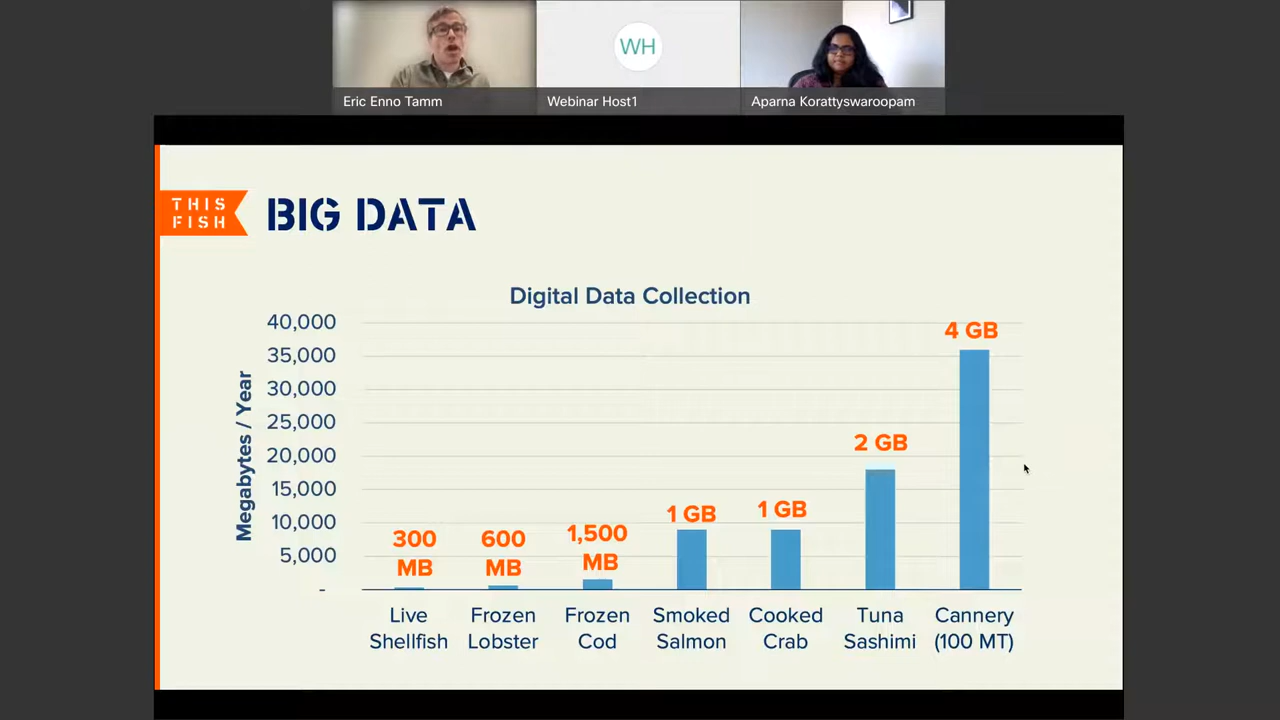 WH
Eric Enno Tamm
Webinar Host1
Aparna Korattyswaroopam
THIS
FISH
BIG DATA
Digital Data Collection
Megabytes / Year
40,000
35,000
30,000
25,000
20,000
15,000
10,000
5,000
-
300
MB
600
MB
1,500
MB
1 GB
1 GB
2 GB
4 GB
Live
Shellfish
Frozen
Lobster
Frozen
Cod
Smoked
Salmon
Cooked
Crab
Tuna
Sashimi
Cannery
(100 MT)